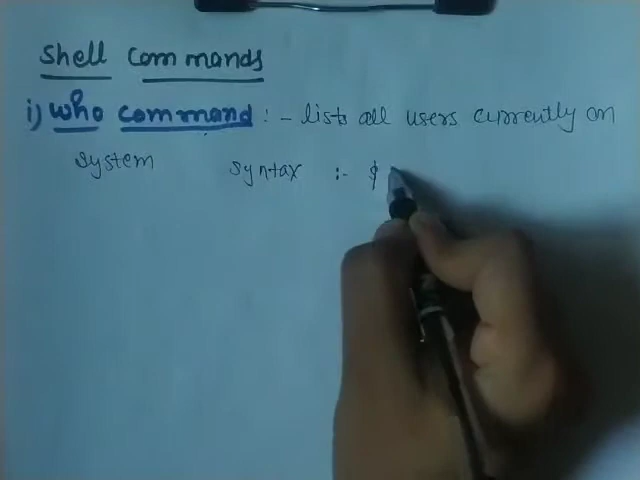 Shell Commands
i) Who Command :- lists all users currently on
System Syntax :- $